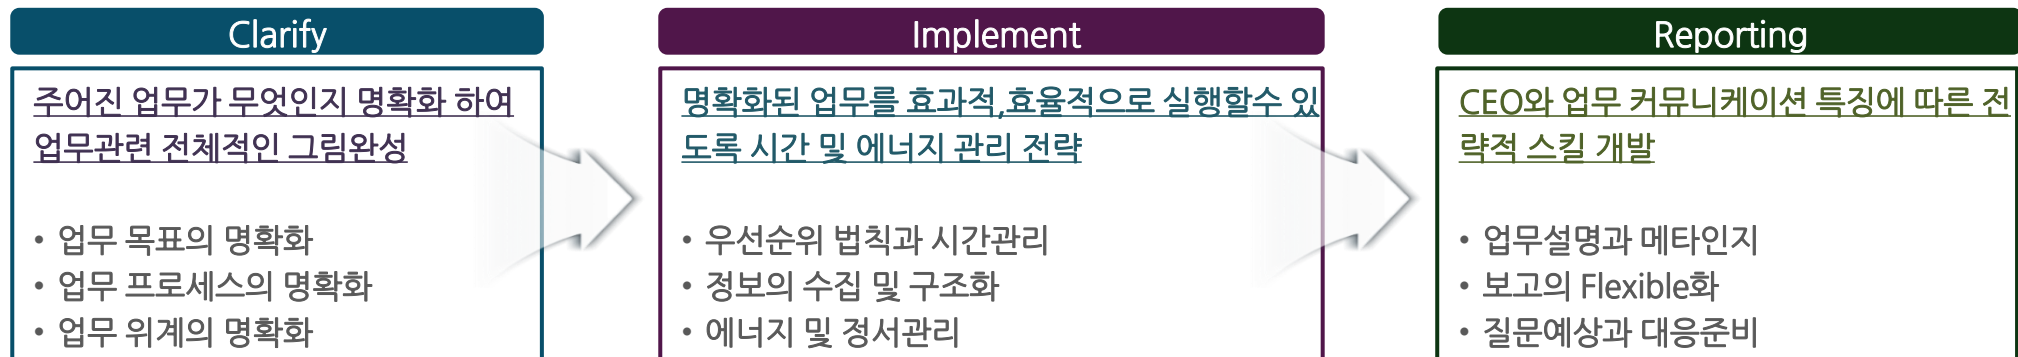 Clarify
주어진 업무가 무엇인지 명확화 하여
업무관련 전체적인 그림완성
• 업무 목표의 명확화
• 업무 프로세스의 명확화
• 업무 위계의 명확화
Implement
명확화된 업무를 효과적,효율적으로 실행할수 있
도록 시간 및 에너지 관리 전략
• 우선순위 법칙과 시간관리
• 정보의 수집 및 구조화
• 에너지 및 정서관리
Reporting
CEO와 업무 커뮤니케이션 특징에 따른 전
략적 스킬 개발
• 업무설명과 메타인지
• 보고의 Flexible화
• 질문예상과 대응준비